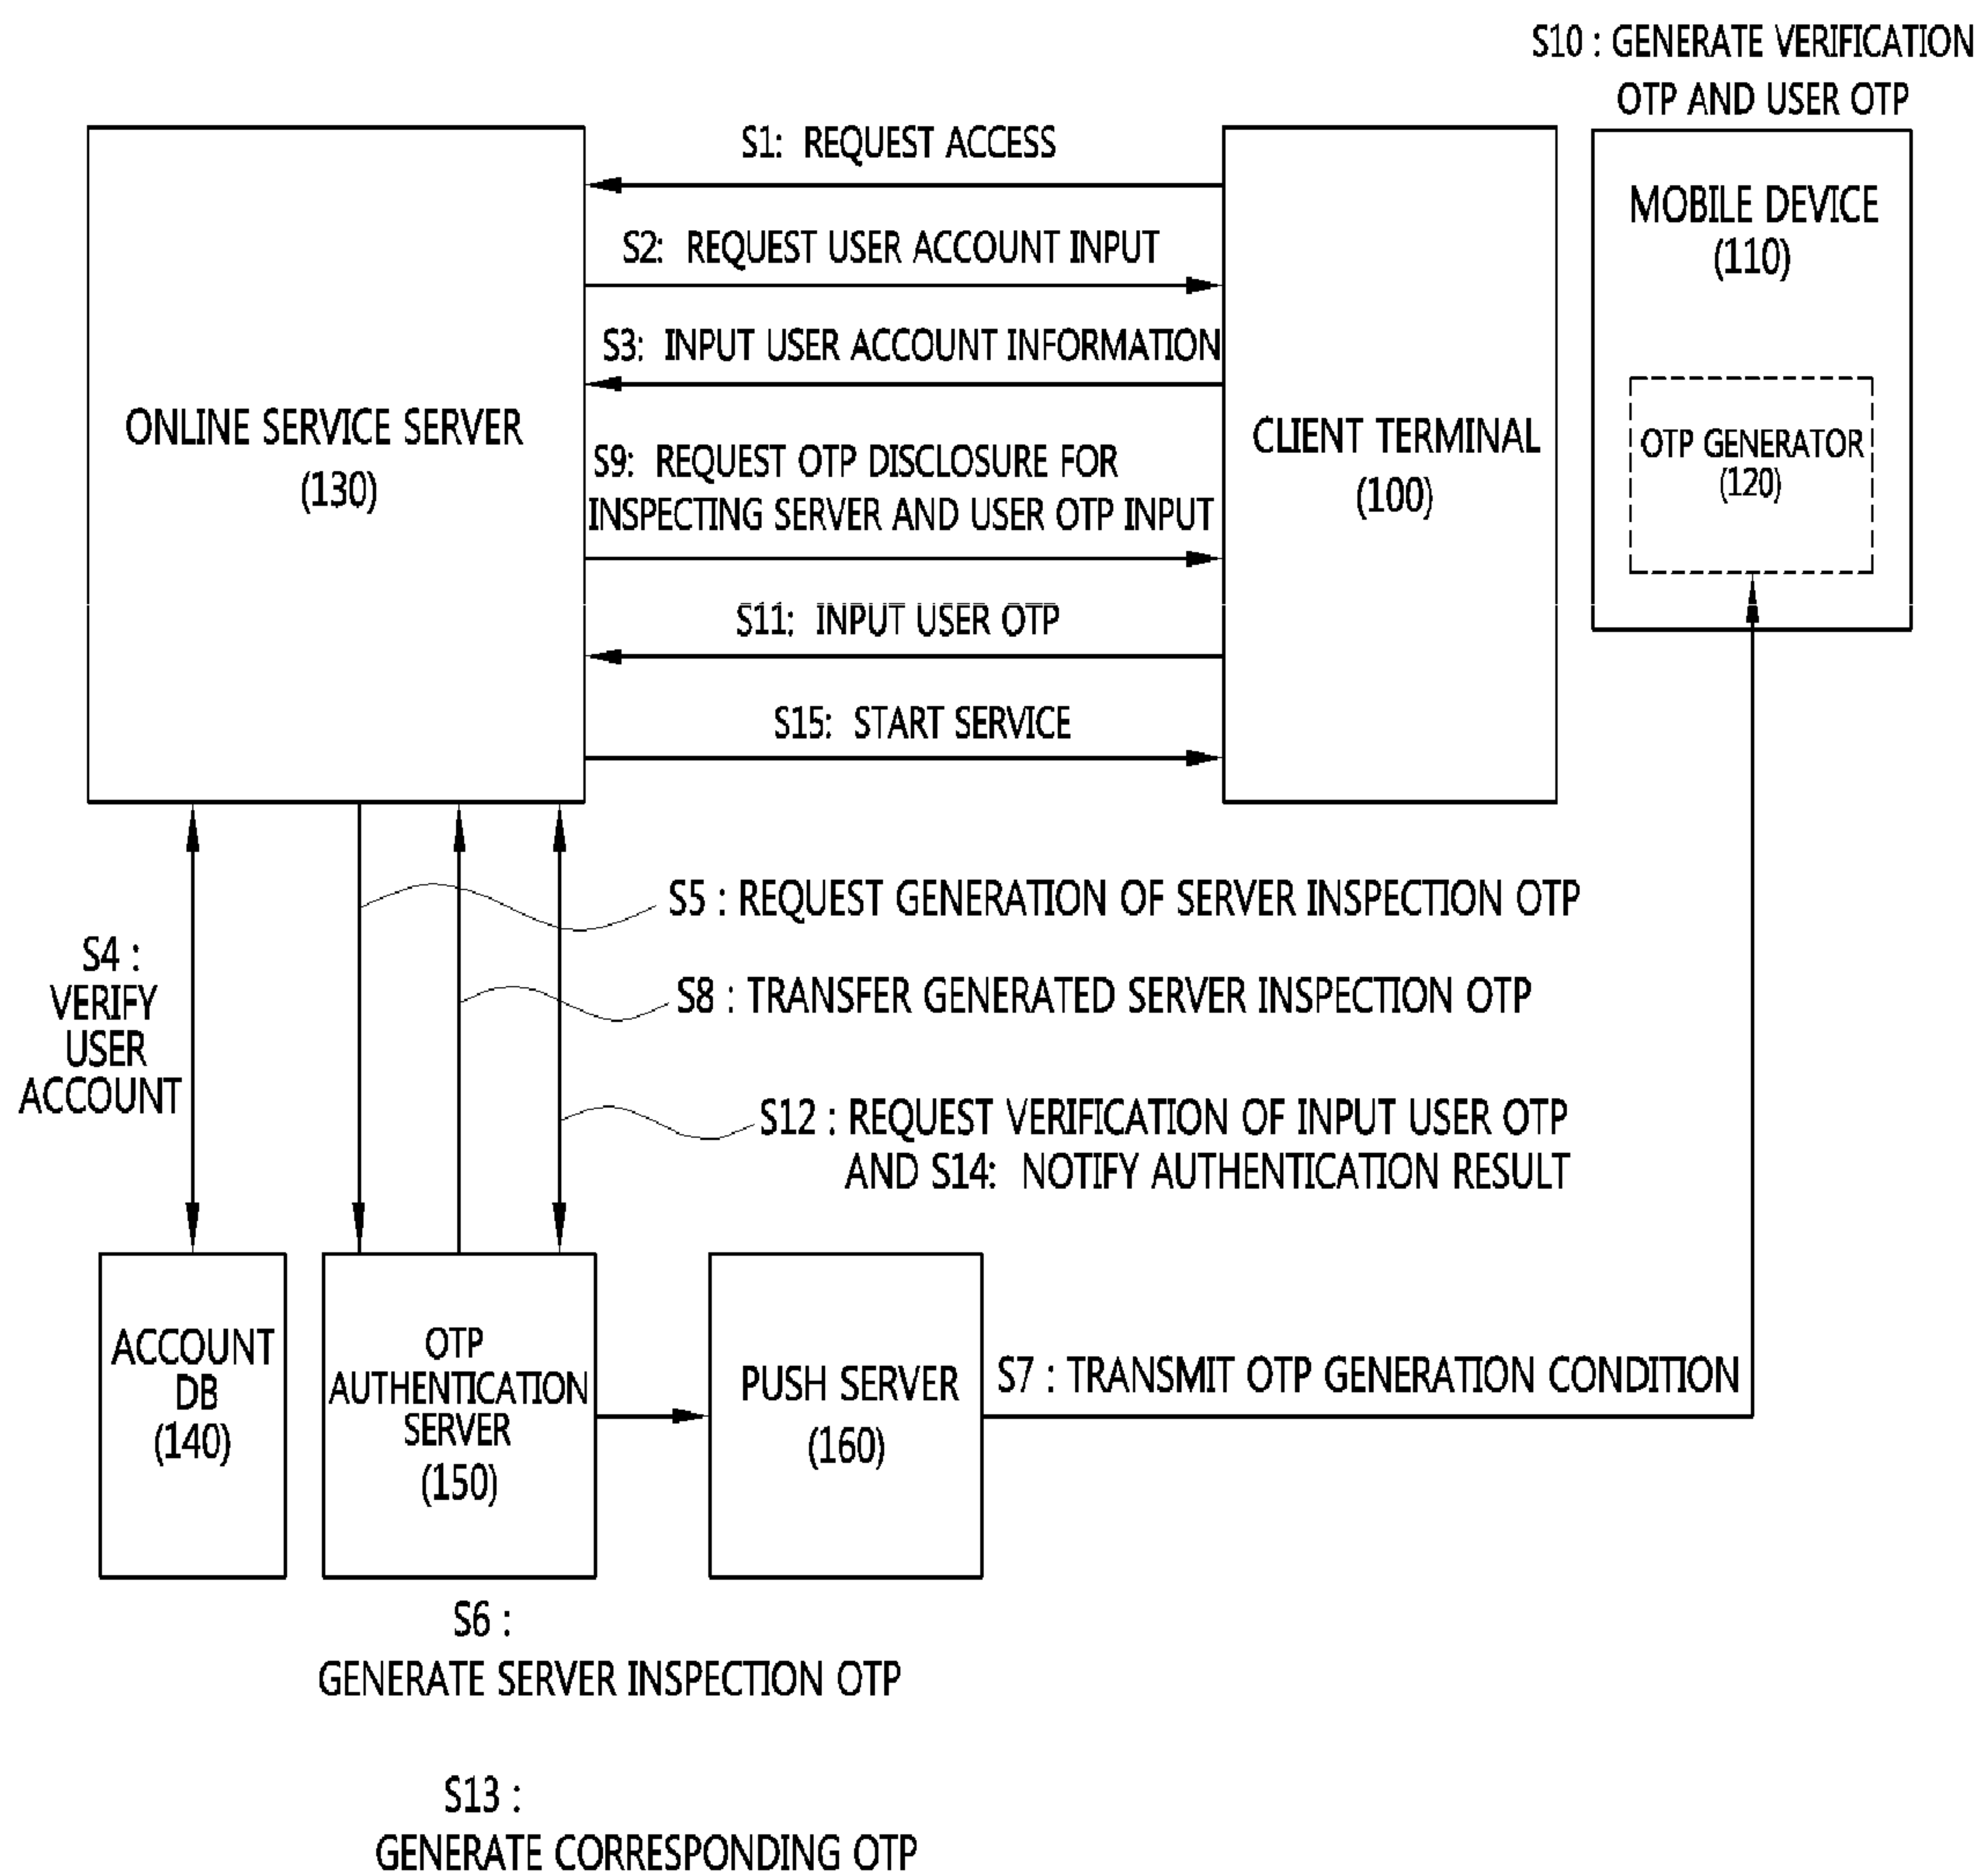 S10 : GENERATE VERIFICATION
OTP AND USER OTP
S1: REQUEST ACCESS
S2: REQUEST USER ACCOUNT INPUT
S3: INPUT USER ACCOUNT INFORMATION
S9: REQUEST OTP DISCLOSURE FOR
INSPECTING SERVER AND USER OTP INPUT
S11: INPUT USER OTP
S15: START SERVICE
ONLINE SERVICE SERVER
(130)
CLIENT TERMINAL
(100)
MOBILE DEVICE
(110)
OTP GENERATOR
(120)
S4 :
VERIFY
USER
ACCOUNT
S5 : REQUEST GENERATION OF SERVER INSPECTION OTP
S8 : TRANSFER GENERATED SERVER INSPECTION OTP
S12 : REQUEST VERIFICATION OF INPUT USER OTP
AND S14: NOTIFY AUTHENTICATION RESULT
ACCOUNT
DB
(140)
OTP
AUTHENTICATION
SERVER
(150)
PUSH SERVER
(160)
S7 : TRANSMIT OTP GENERATION CONDITION
S6 :
GENERATE SERVER INSPECTION OTP
S13 :
GENERATE CORRESPONDING OTP